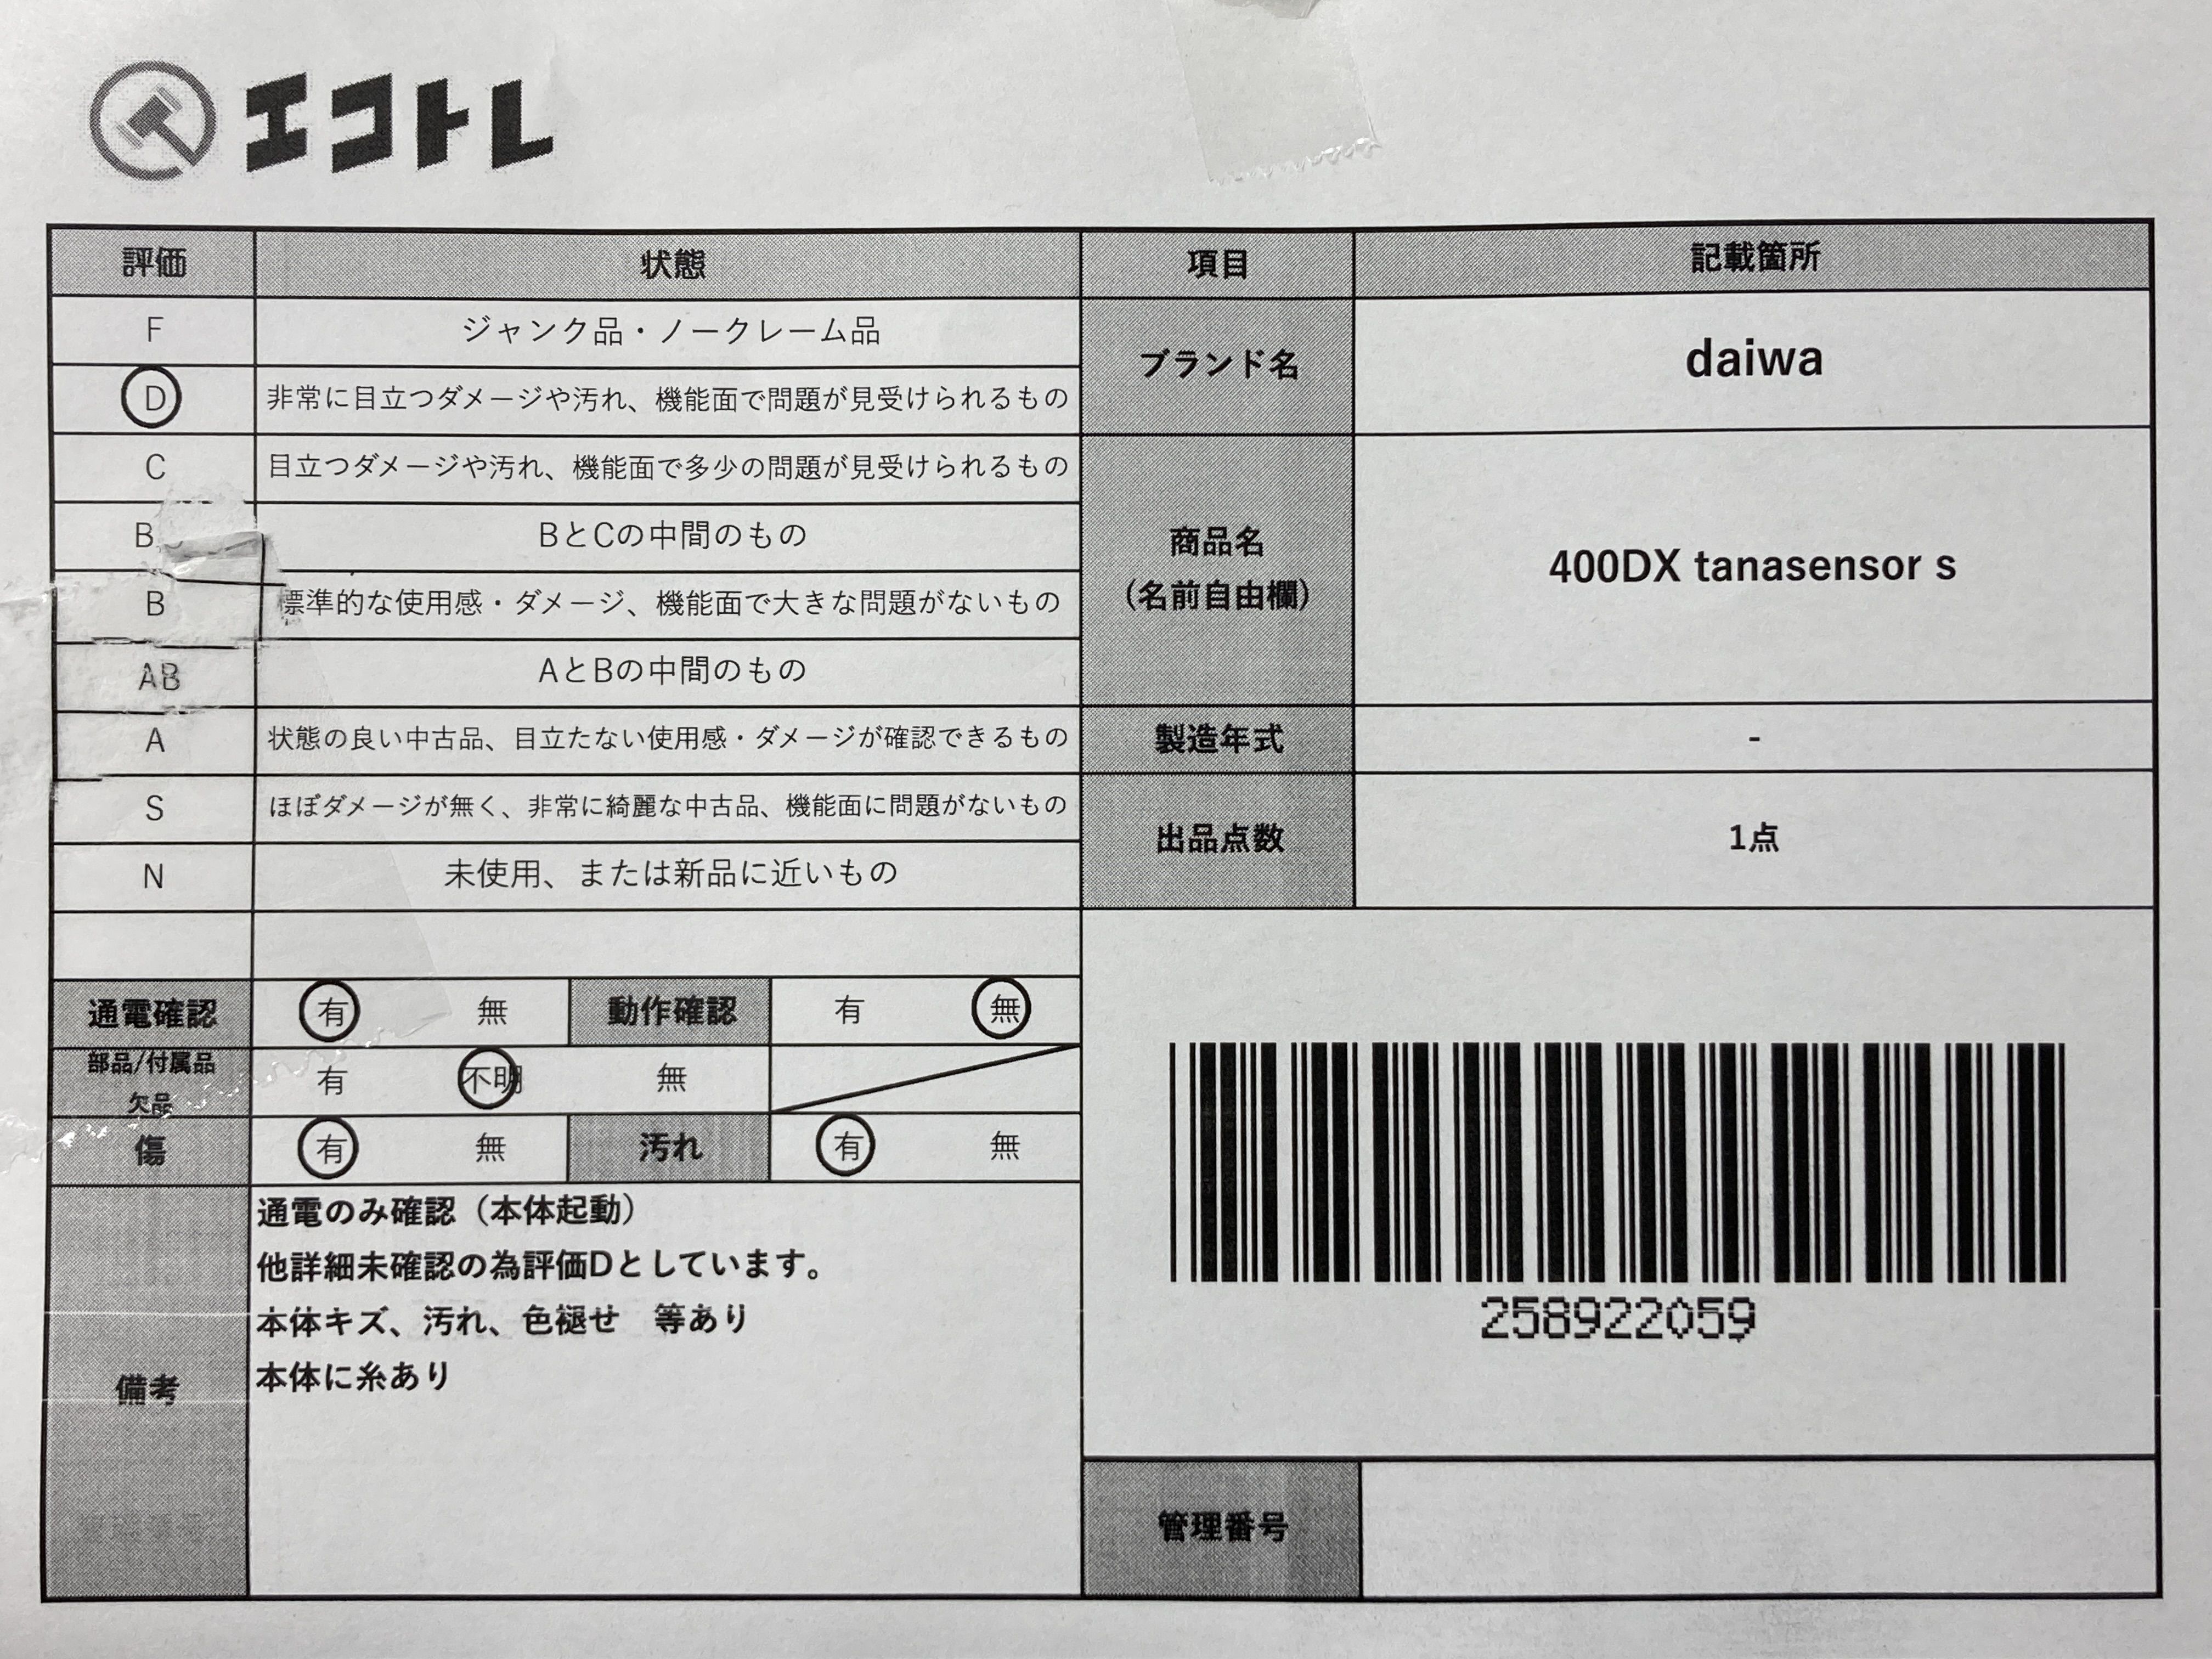 エコトレ
評価 状態 項目 記載箇所
F ジャンク品・ノークレーム品
D 非常に目立つダメージや汚れ、機能面で問題が見受けられるもの
ブランド名 daiwa
C 目立つダメージや汚れ、機能面で多少の問題が見受けられるもの
B BとCの中間のもの
B 標準的な使用感・ダメージ、機能面で大きな問題がないもの
商品名
(名前自由欄)
400DX tanasensor s
AB AとBの中間のもの
A 状態の良い中古品、目立たない使用感・ダメージが確認できるもの
製造年式 -
S ほぼダメージが無く、非常に綺麗な中古品、機能面に問題がないもの
N 未使用、または新品に近いもの
出品点数 1点
通電確認 有 無 動作確認 有 無
部品/付属品
欠品
有 不明 無
傷 有 無 汚れ 有 無
備考
通電のみ確認（本体起動）
他詳細未確認の為評価Dとしています。
本体キズ、汚れ、色褪せ　等あり
本体に糸あり
258922059
管理番号